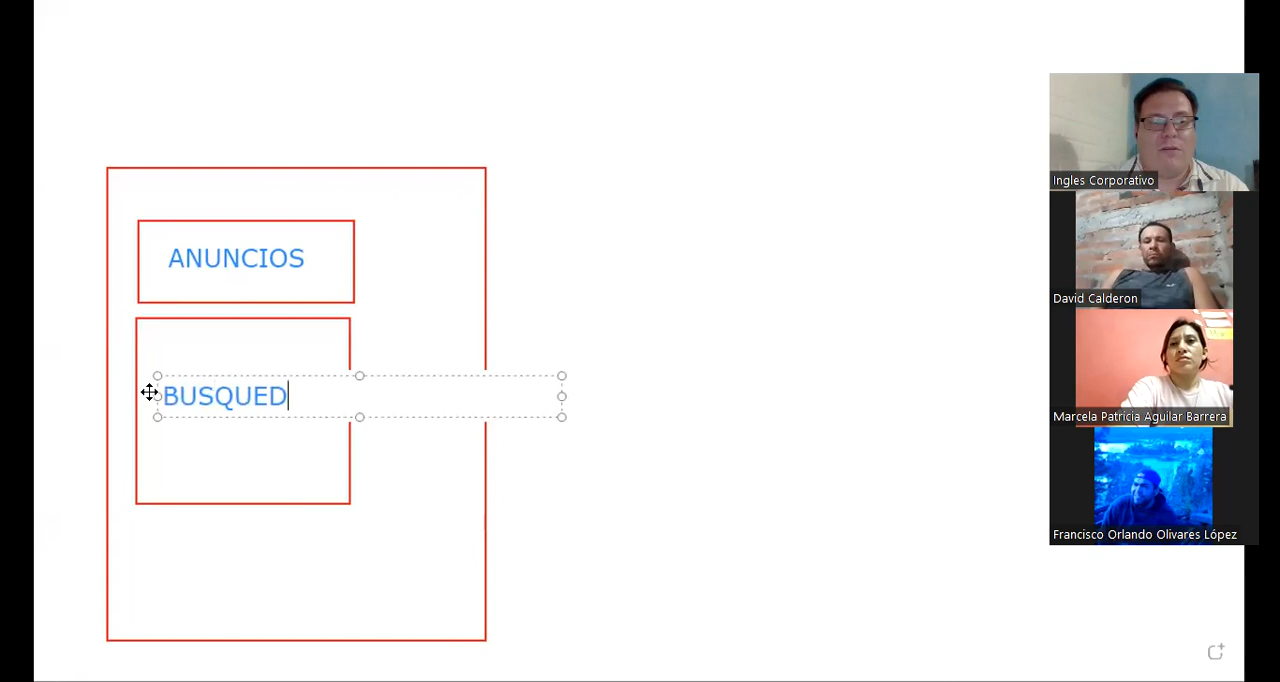 ANUNCIOS
BUSQUED
Ingles Corporativo
David Calderon
Marcela Patricia Aguilar Barrera
Francisco Orlando Olivares López